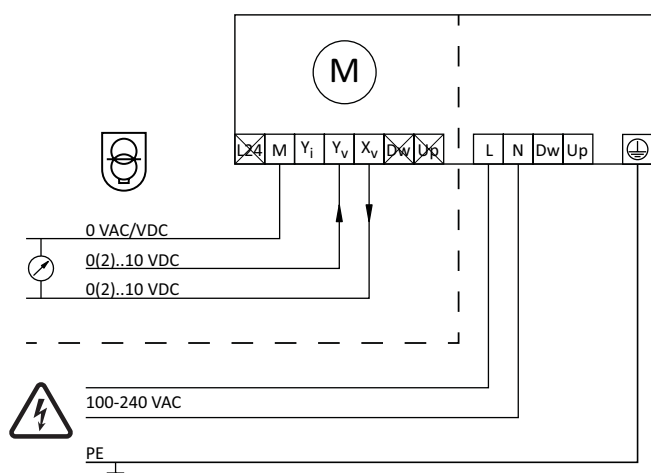 M
L24 M Yi Yv Xv Dw Up L N Dw Up
0 VAC/VDC
0(2)..10 VDC
0(2)..10 VDC
100-240 VAC
PE